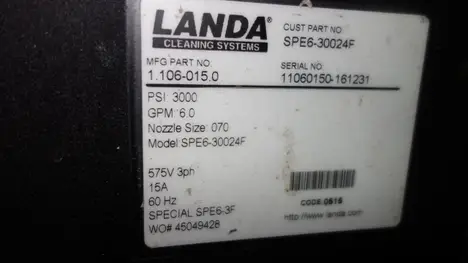 LANDA®
CLEANING SYSTEMS
CUST PART NO.
SPE6-30024F
MFG PART NO.
1.106-015.0
SERIAL NO.
11060150-161231
PSI: 3000
GPM: 6.0
Nozzle Size: 070
Model SPE6-30024F
575V 3ph
15A
60 Hz
SPECIAL SPE6-3F
WO# 45049428
CODE 0515
http://www.landa.com